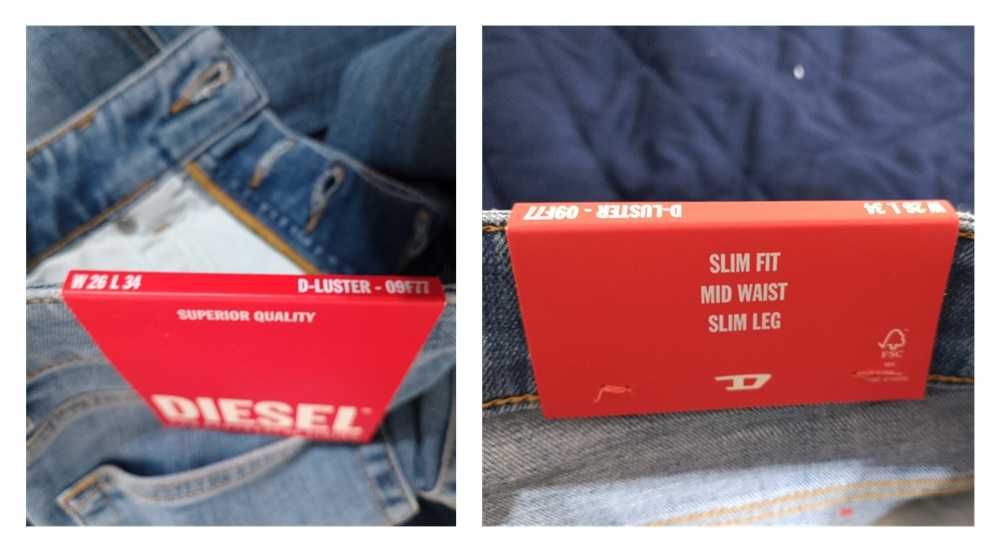 W 26 L 34
D-LUSTER - 09F77
SUPERIOR QUALITY
DIESEL
W 26 L 34
D-LUSTER - 09F77
SLIM FIT
MID WAIST
SLIM LEG
FSC
D